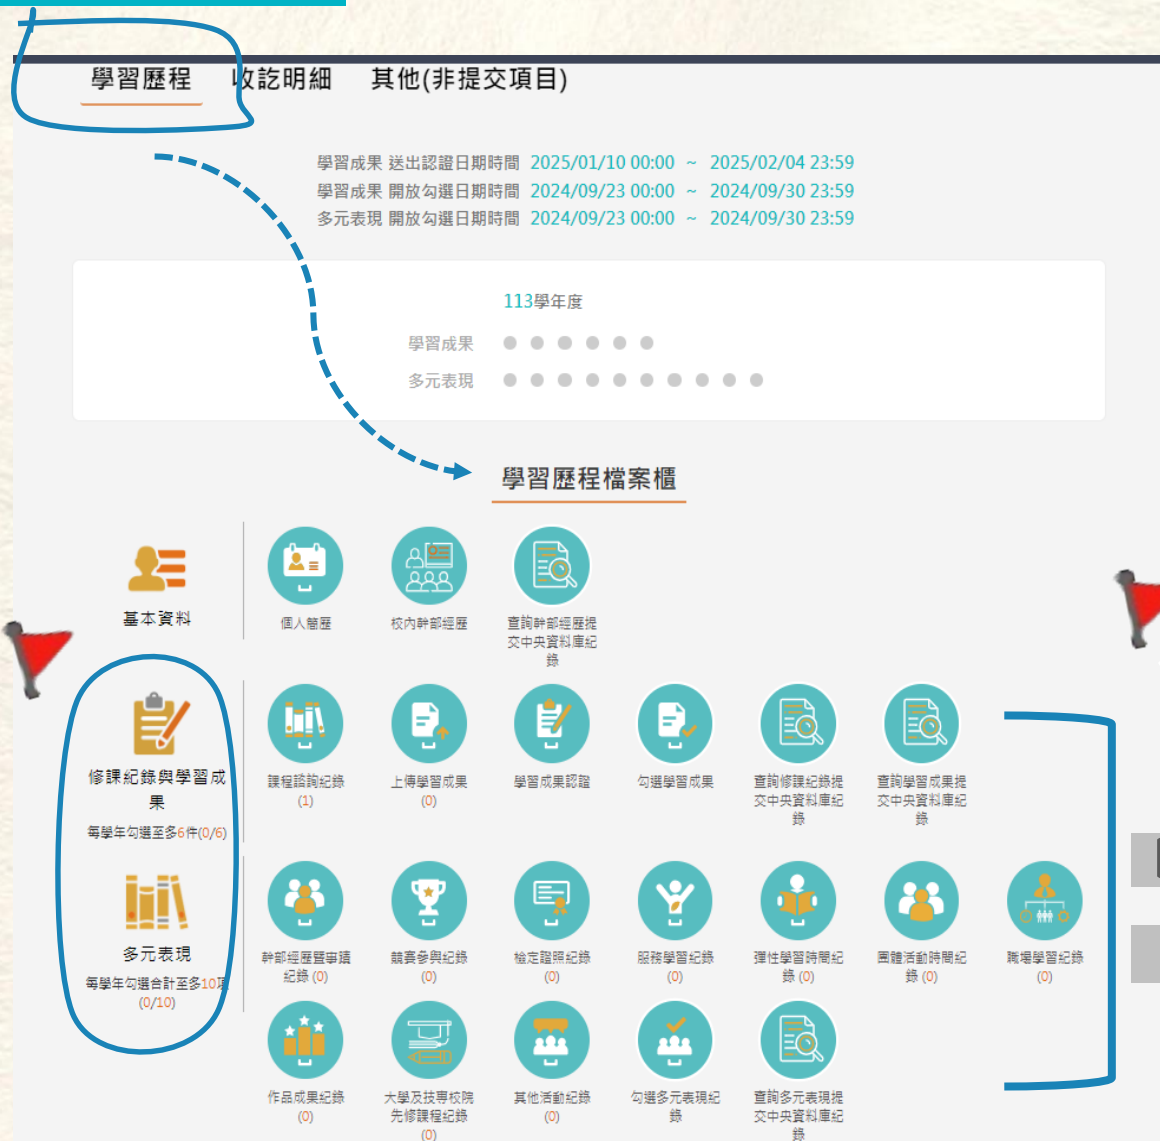 學習歷程 收訖明細 其他(非提交項目)
學習成果 送出認證日期時間 2025/01/10 00:00 ~ 2025/02/04 23:59
學習成果 開放勾選日期時間 2024/09/23 00:00 ~ 2024/09/30 23:59
多元表現 開放勾選日期時間 2024/09/23 00:00 ~ 2024/09/30 23:59
113學年度
學習成果
多元表現
學習歷程檔案櫃
基本資料
個人簡歷
校內幹部經歷
查詢幹部經歷提
交中央資料庫紀
錄
修課紀錄與學習成
果
每學年勾選至多6件(0/6)
課程諮詢紀錄
(1)
上傳學習成果
(0)
學習成果認證
勾選學習成果
查詢修課紀錄提
交中央資料庫紀
錄
查詢學習成果提
交中央資料庫紀
錄
多元表現
每學年勾選合計至多10項
(0/10)
幹部經歷暨事蹟
紀錄 (0)
競賽參與紀錄
(0)
檢定證照紀錄
(0)
服務學習紀錄
(0)
彈性學習時間紀
錄 (0)
團體活動時間紀
錄 (0)
職場學習紀錄
(0)
作品成果紀錄
(0)
大學及技專校院
先修課程紀錄
(0)
其他活動紀錄
(0)
勾選多元表現紀
錄
查詢多元表現提
交中央資料庫紀
錄